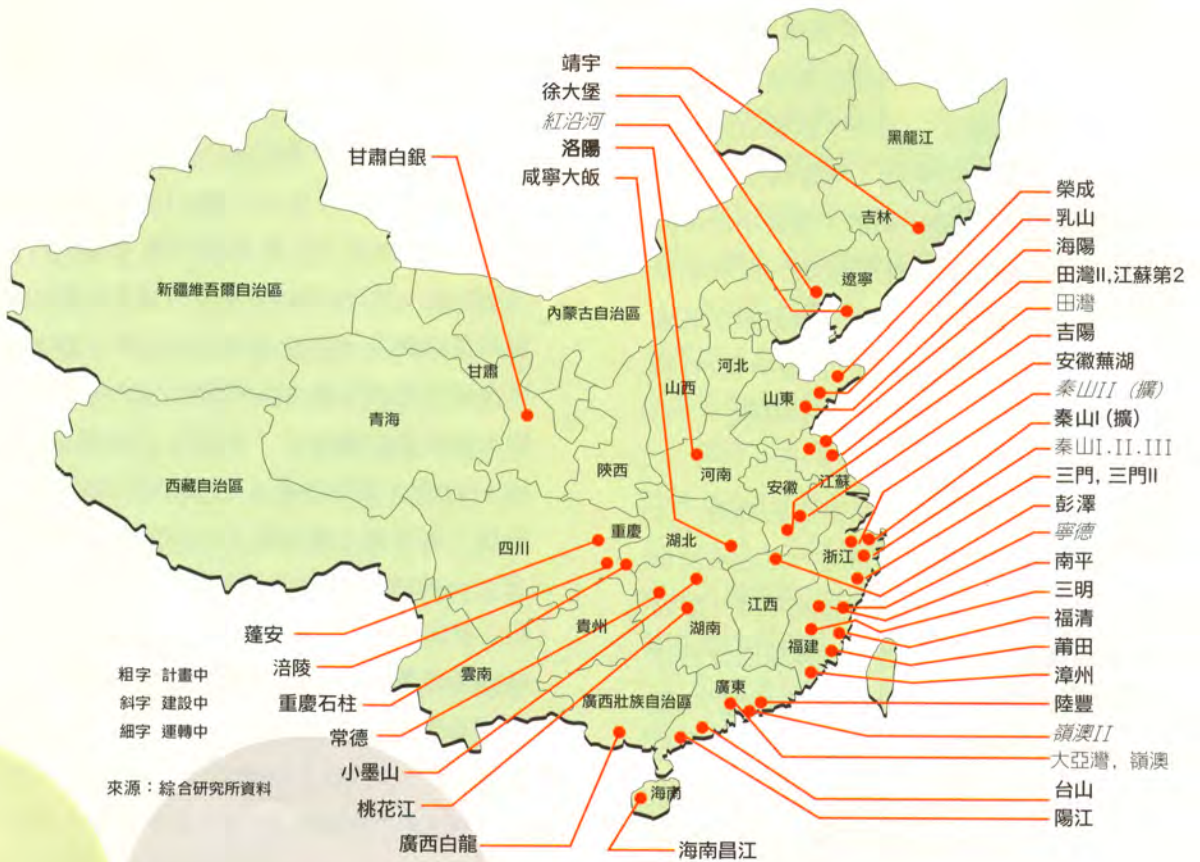 靖宇
徐大堡
紅沿河
洛陽
咸寧大畈
甘肅白銀
榮成
乳山
海陽
田灣II,江蘇第2
田灣
吉陽
安徽蕪湖
秦山II (擴)
秦山I (擴)
秦山I.II.III
三門, 三門II
彭澤
寧德
南平
三明
福清
莆田
漳州
陸豐
嶺澳II
大亞灣, 嶺澳
台山
陽江
黑龍江
吉林
遼寧
新疆維吾爾自治區
內蒙古自治區
甘肅
河北
山西
山東
青海
陝西
河南
西藏自治區
安徽
江蘇
四川
重慶
湖北
浙江
江西
貴州
湖南
福建
雲南
廣西壯族自治區
廣東
海南
蓬安
涪陵
重慶石柱
常德
小墨山
桃花江
廣西白龍
海南昌江
粗字 計畫中
斜字 建設中
細字 運轉中
來源：綜合研究所資料